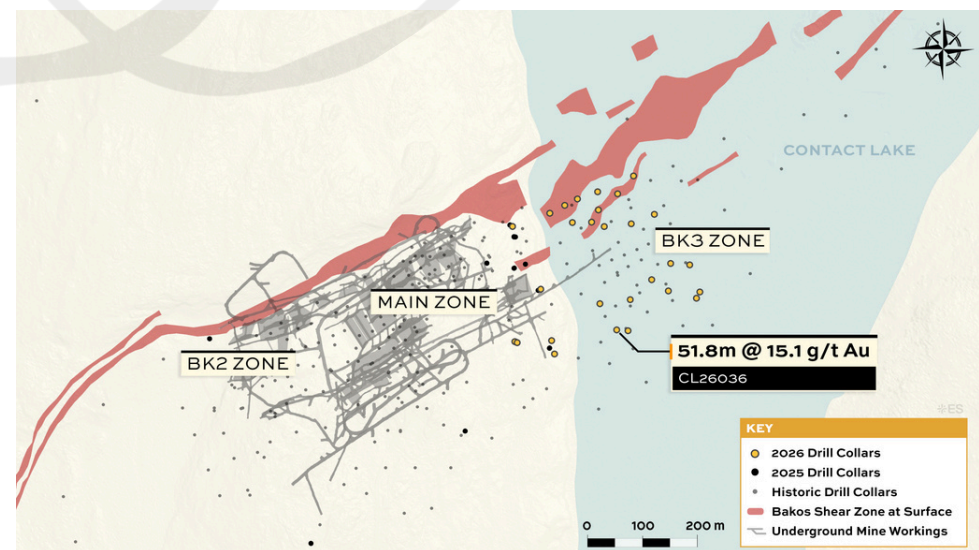 CONTACT LAKE
BK3 ZONE
MAIN ZONE
BK2 ZONE
51.8m @ 15.1 g/t Au
CL26036
ES
KEY
2026 Drill Collars
2025 Drill Collars
Historic Drill Collars
Bakos Shear Zone at Surface
Underground Mine Workings
0 100 200 m